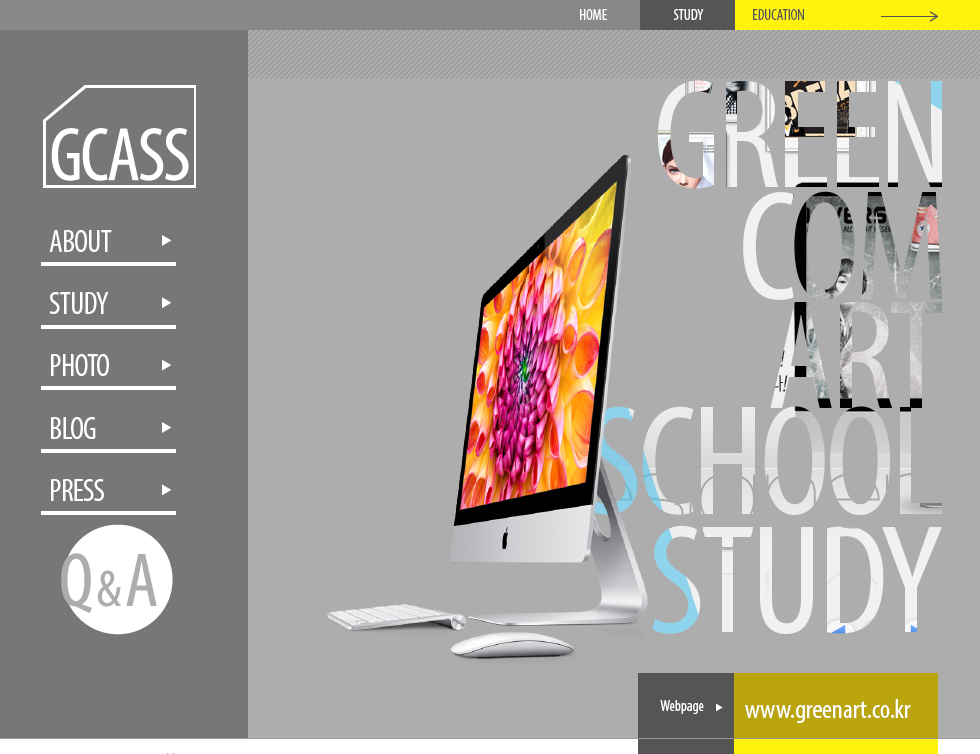 HOME STUDY EDUCATION
GCASS
ABOUT
STUDY
PHOTO
BLOG
PRESS
Q&A
GREEN
COM
ART
SCHOOL
STUDY
Webpage www.greenart.co.kr